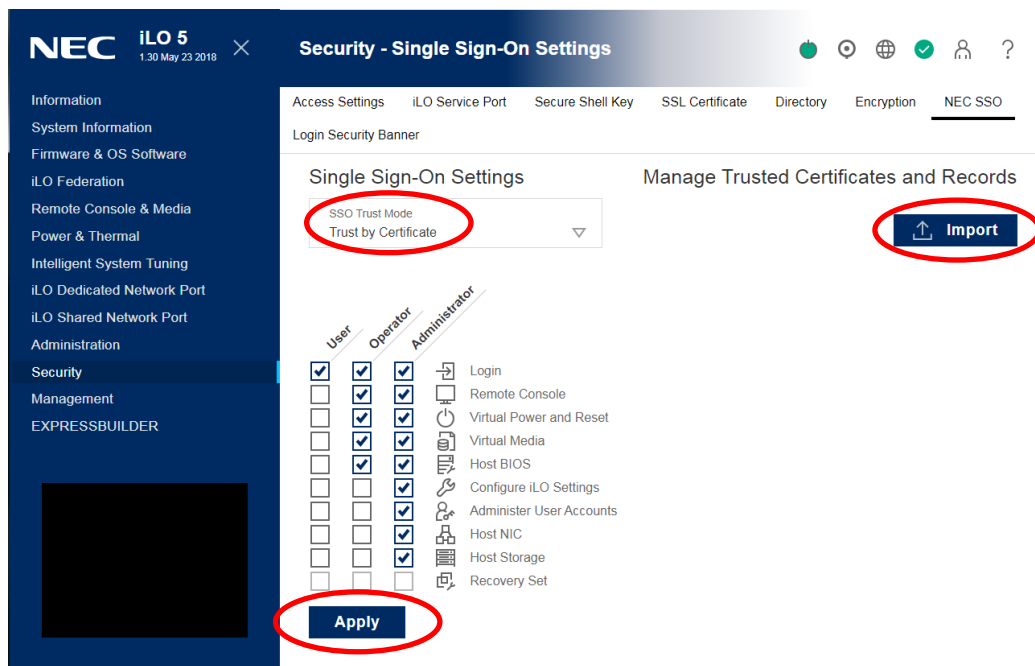 NEC iLO 5
1.30 May 23 2018
Security - Single Sign-On Settings
?
Information
System Information
Firmware & OS Software
iLO Federation
Remote Console & Media
Power & Thermal
Intelligent System Tuning
iLO Dedicated Network Port
iLO Shared Network Port
Administration
Security
Management
EXPRESSBUILDER
Access Settings iLO Service Port Secure Shell Key SSL Certificate Directory Encryption NEC SSO
Login Security Banner
Single Sign-On Settings
SSO Trust Mode
Trust by Certificate
Manage Trusted Certificates and Records
Import
User Operator Administrator
Login
Remote Console
Virtual Power and Reset
Virtual Media
Host BIOS
Configure iLO Settings
Administer User Accounts
Host NIC
Host Storage
Recovery Set
Apply